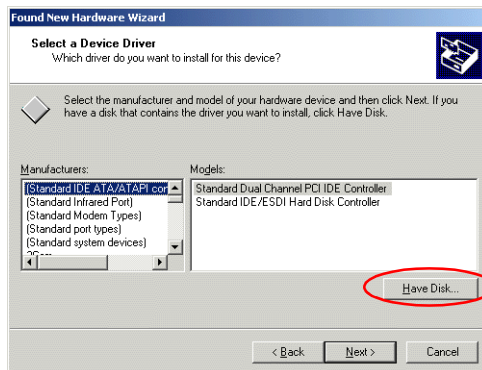 Found New Hardware Wizard
Select a Device Driver
Which driver do you want to install for this device?
Select the manufacturer and model of your hardware device and then click Next. If you
have a disk that contains the driver you want to install, click Have Disk.
Manufacturers:
(Standard IDE ATA/ATAPI con
(Standard Infrared Port)
(Standard Modem Types)
(Standard port types)
(Standard system devices)
Models:
Standard Dual Channel PCI IDE Controller
Standard IDE/ESDI Hard Disk Controller
Have Disk...
< Back
Next >
Cancel